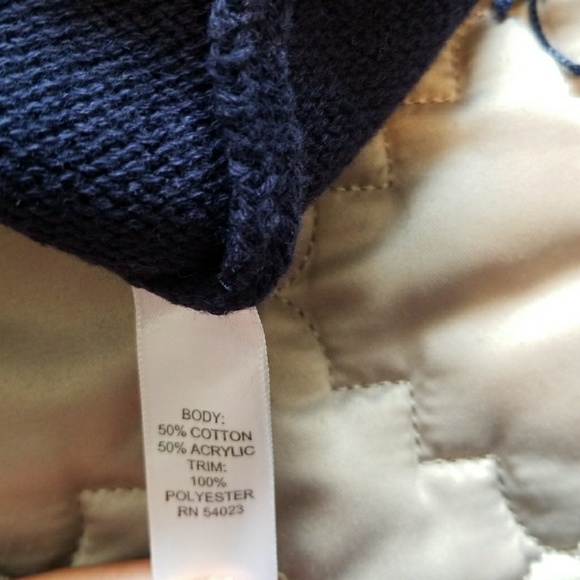 BODY:
50% COTTON
50% ACRYLIC
TRIM:
100%
POLYESTER
RN 54023